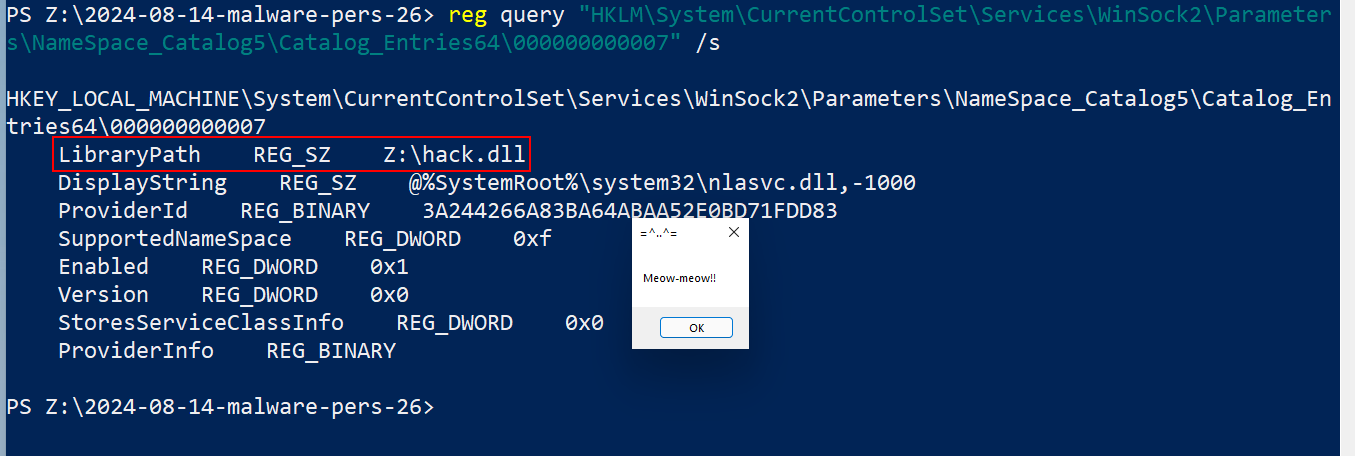 PS Z:\2024-08-14-malware-pers-26> reg query "HKLM\System\CurrentControlSet\Services\WinSock2\Parameter
s\NameSpace_Catalog5\Catalog_Entries64\000000000007" /s
HKEY_LOCAL_MACHINE\System\CurrentControlSet\Services\WinSock2\Parameters\NameSpace_Catalog5\Catalog_En
tries64\000000000007
LibraryPath    REG_SZ    Z:\hack.dll
DisplayString    REG_SZ    @%SystemRoot%\system32\nlasvc.dll,-1000
ProviderId    REG_BINARY    3A244266A83BA64ABAA52E0BD71FDD83
SupportedNameSpace    REG_DWORD    0xf
Enabled    REG_DWORD    0x1
Version    REG_DWORD    0x0
StoresServiceClassInfo    REG_DWORD    0x0
ProviderInfo    REG_BINARY
PS Z:\2024-08-14-malware-pers-26>
=^..^=
Meow-meow!!
OK